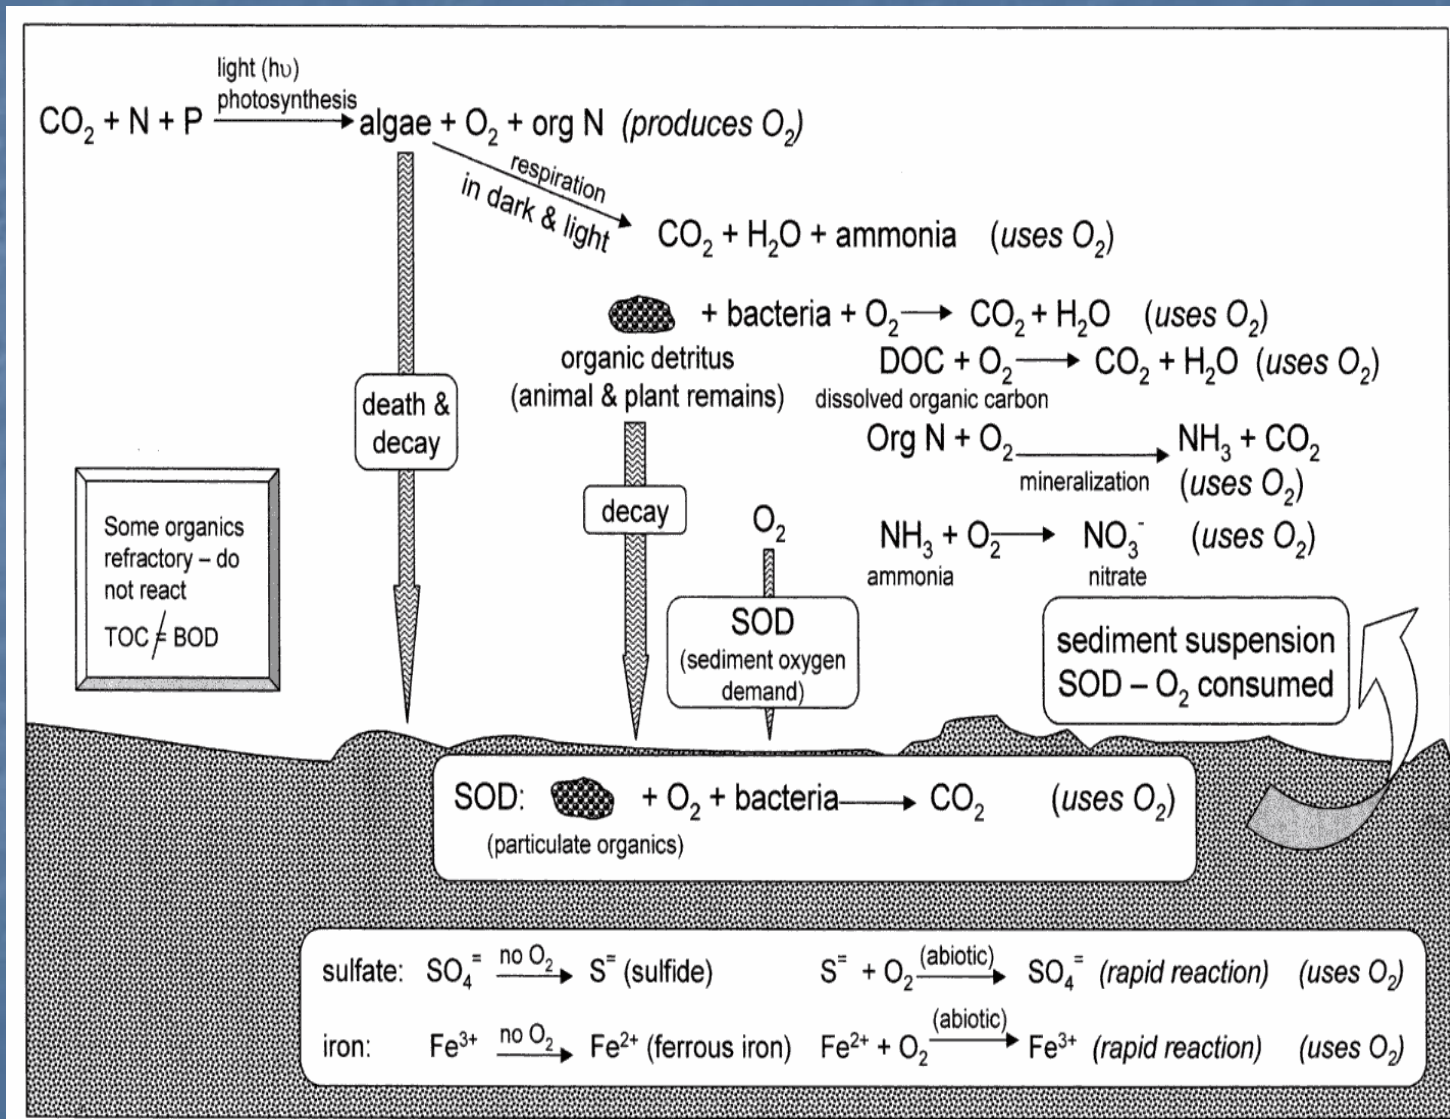 light (hυ)
photosynthesis
CO₂ + N + P → algae + O₂ + org N (produces O₂)
respiration
in dark & light
CO₂ + H₂O + ammonia (uses O₂)
+ bacteria + O₂ → CO₂ + H₂O (uses O₂)
organic detritus
(animal & plant remains)
DOC + O₂ → CO₂ + H₂O (uses O₂)
dissolved organic carbon
death &
decay
Org N + O₂ → NH₃ + CO₂
mineralization
(uses O₂)
decay
O₂
NH₃ + O₂ → NO₃⁻ (uses O₂)
ammonia
nitrate
Some organics
refractory – do
not react
TOC ≠ BOD
SOD
(sediment oxygen
demand)
sediment suspension
SOD – O₂ consumed
SOD: + O₂ + bacteria → CO₂ (uses O₂)
(particulate organics)
sulfate: SO₄⁼ no O₂ → S⁼ (sulfide) S⁼ + O₂ (abiotic) → SO₄⁼ (rapid reaction) (uses O₂)
iron: Fe³⁺ no O₂ → Fe²⁺ (ferrous iron) Fe²⁺ + O₂ (abiotic) → Fe³⁺ (rapid reaction) (uses O₂)